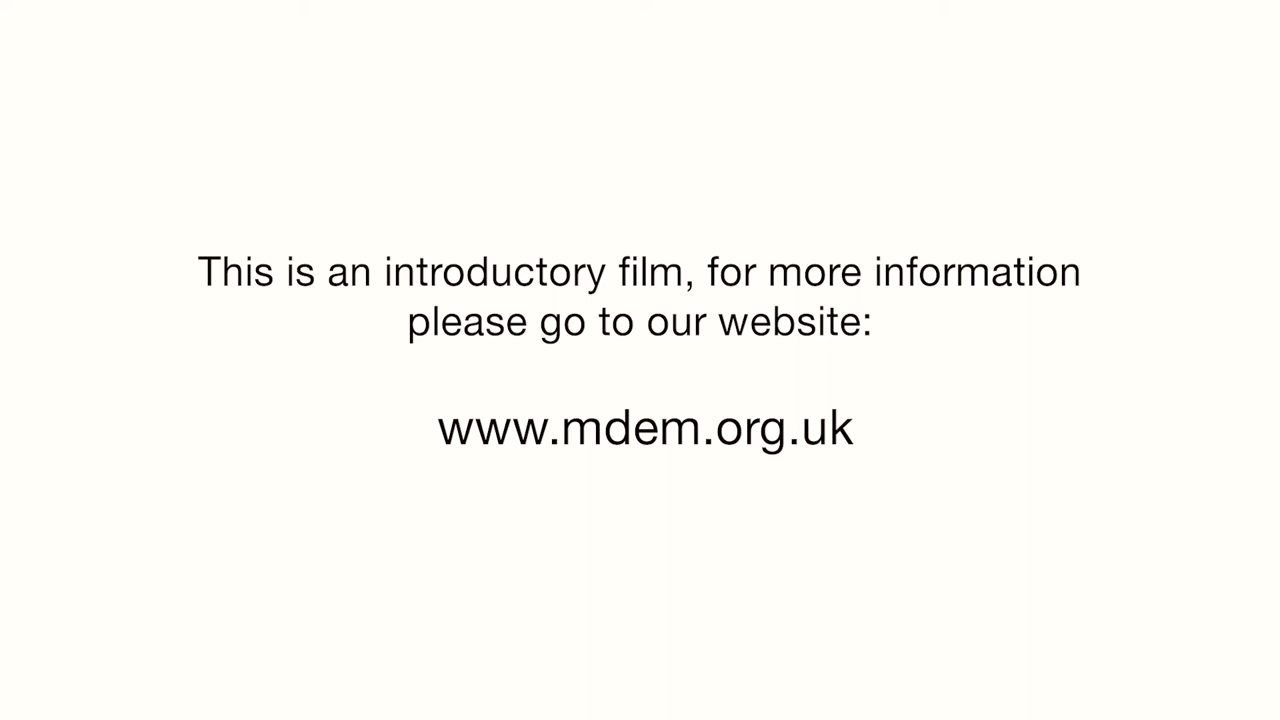 This is an introductory film, for more information
please go to our website:
www.mdem.org.uk